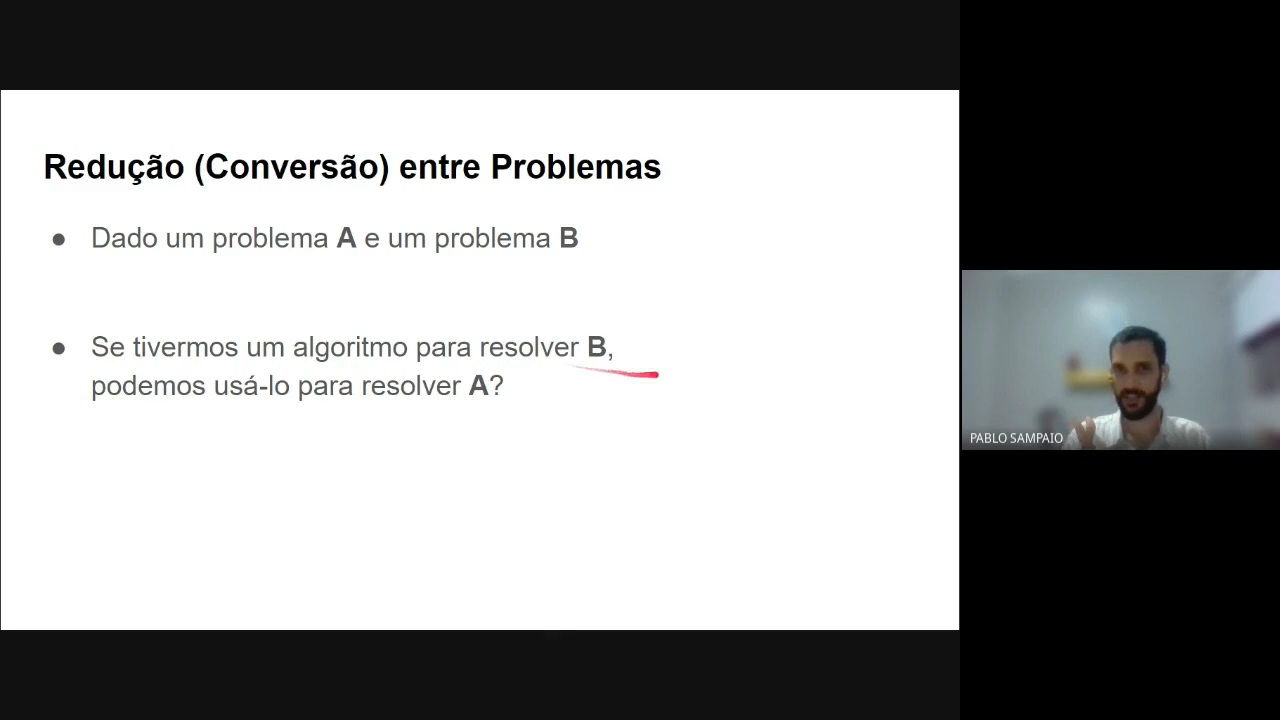 Redução (Conversão) entre Problemas
● Dado um problema A e um problema B
● Se tivermos um algoritmo para resolver B,
podemos usá-lo para resolver A?
PABLO SAMPAIO